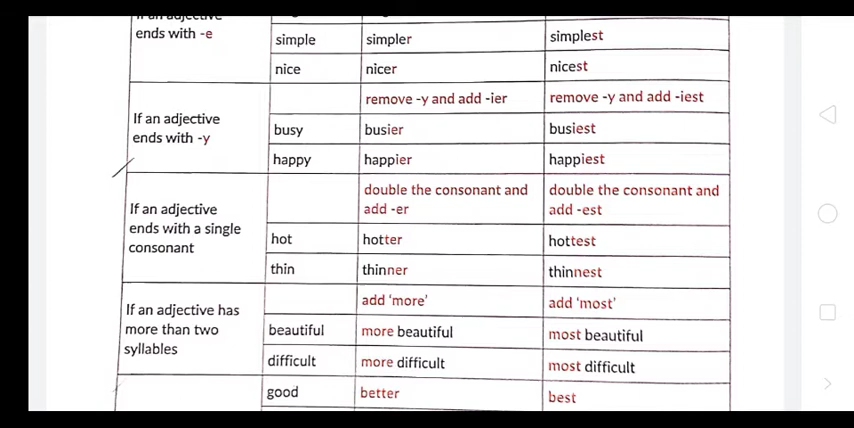 If an adjective
ends with -e
simple simpler simplest
nice nicer nicest
If an adjective
ends with -y
remove -y and add -ier remove -y and add -iest
busy busier busiest
happy happier happiest
If an adjective
ends with a single
consonant
double the consonant and
add -er
double the consonant and
add -est
hot hotter hottest
thin thinner thinnest
If an adjective has
more than two
syllables
add 'more' add 'most'
beautiful more beautiful most beautiful
difficult more difficult most difficult
good better best